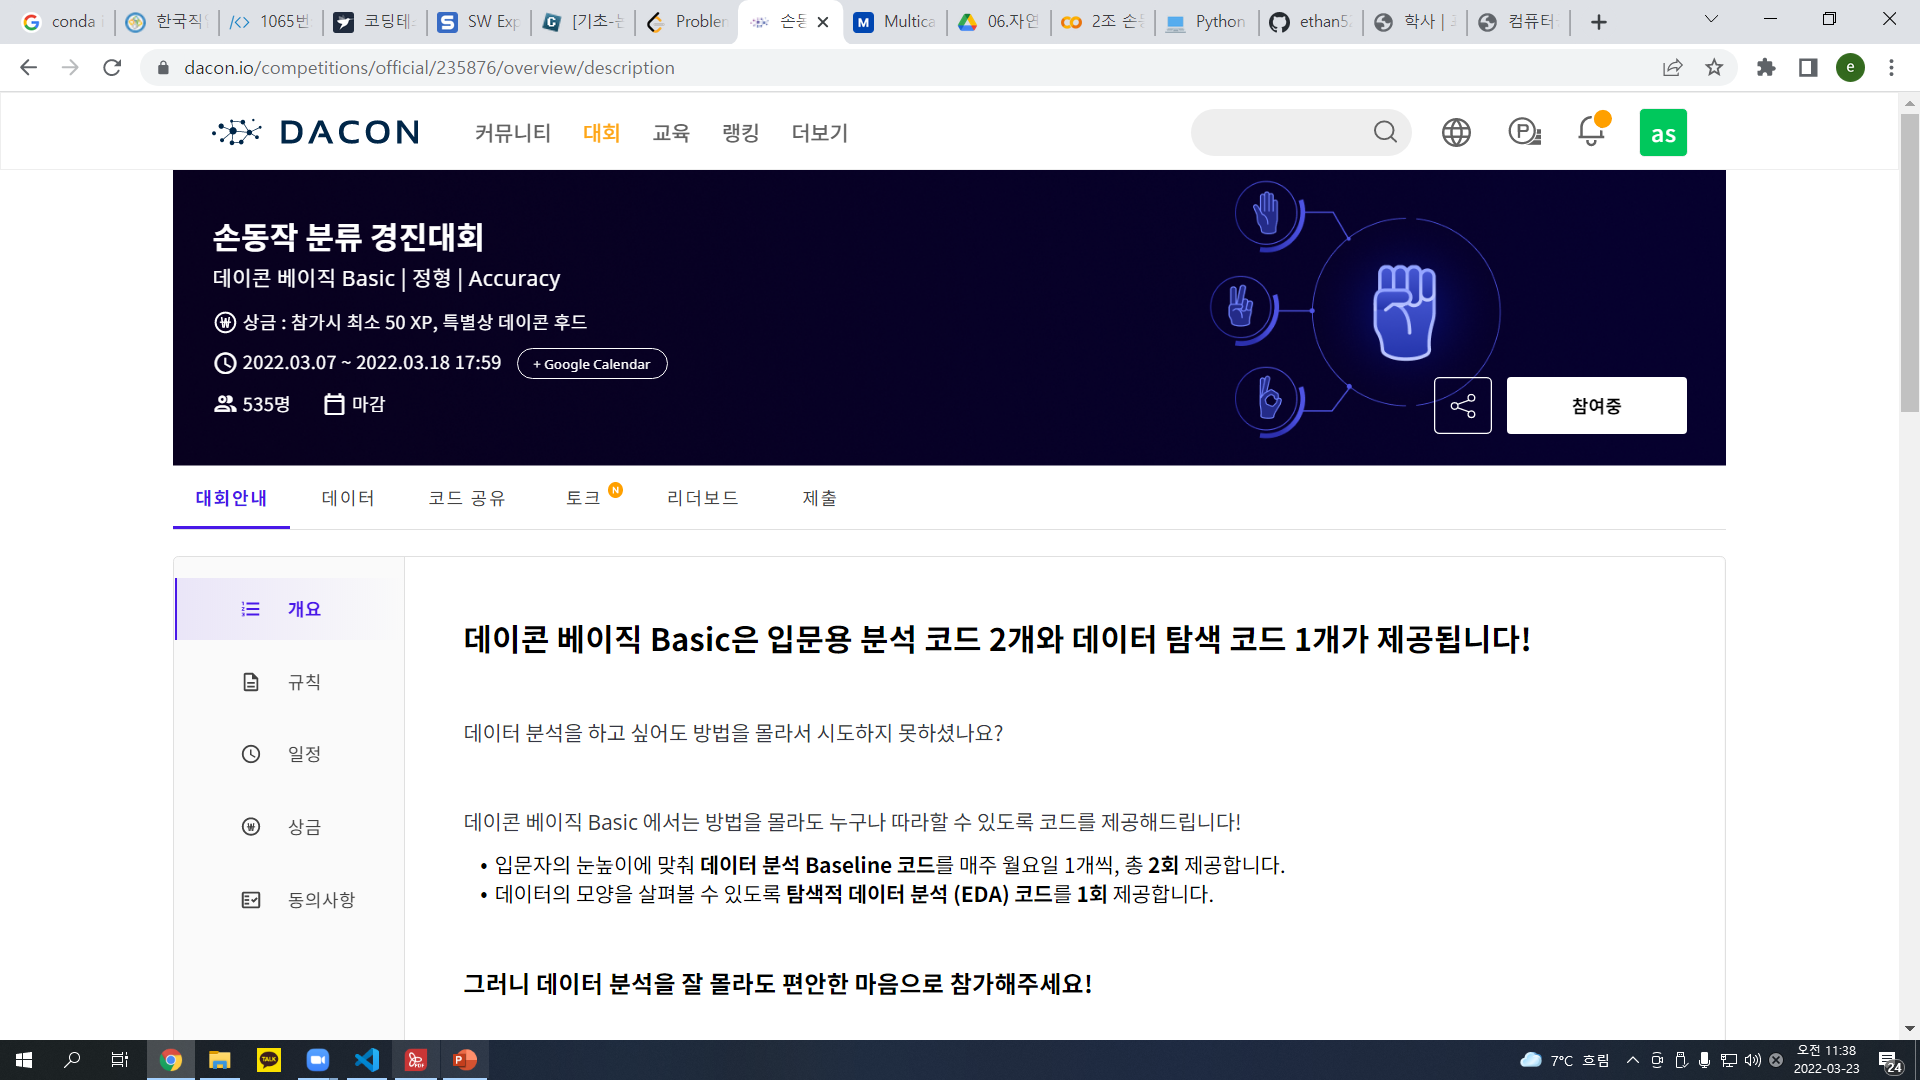 conda i
한국직업
1065번
코딩테스
SW Exp
[기초-논
Problem
손동
Multica
06.자연
2조 손동
Python
ethan52
학사 |
컴퓨터
dacon.io/competitions/official/235876/overview/description
e
DACON
커뮤니티
대회
교육
랭킹
더보기
as
손동작 분류 경진대회
데이콘 베이직 Basic | 정형 | Accuracy
상금 : 참가시 최소 50 XP, 특별상 데이콘 후드
2022.03.07 ~ 2022.03.18 17:59
+ Google Calendar
535명
마감
참여중
대회안내
데이터
코드 공유
토크
N
리더보드
제출
개요
규칙
일정
상금
동의사항
데이콘 베이직 Basic은 입문용 분석 코드 2개와 데이터 탐색 코드 1개가 제공됩니다!
데이터 분석을 하고 싶어도 방법을 몰라서 시도하지 못하셨나요?
데이콘 베이직 Basic 에서는 방법을 몰라도 누구나 따라할 수 있도록 코드를 제공해드립니다!
• 입문자의 눈높이에 맞춰 데이터 분석 Baseline 코드를 매주 월요일 1개씩, 총 2회 제공합니다.
• 데이터의 모양을 살펴볼 수 있도록 탐색적 데이터 분석 (EDA) 코드를 1회 제공합니다.
그러니 데이터 분석을 잘 몰라도 편안한 마음으로 참가해주세요!
TALK
7°C 흐림
오전 11:38
2022-03-23
24